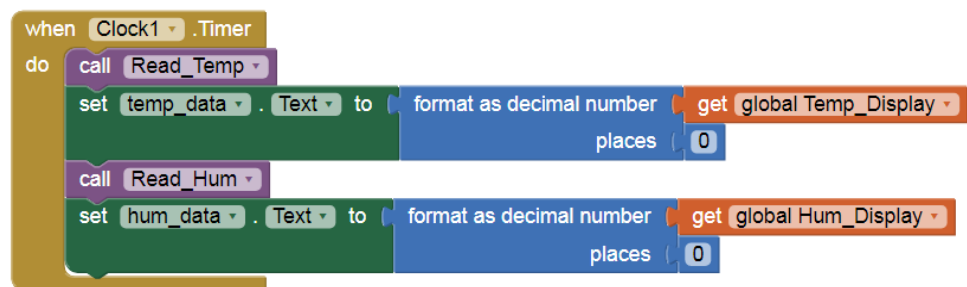 when Clock1 .Timer
do call Read_Temp
set temp_data . Text to format as decimal number get global Temp_Display
places 0
call Read_Hum
set hum_data . Text to format as decimal number get global Hum_Display
places 0